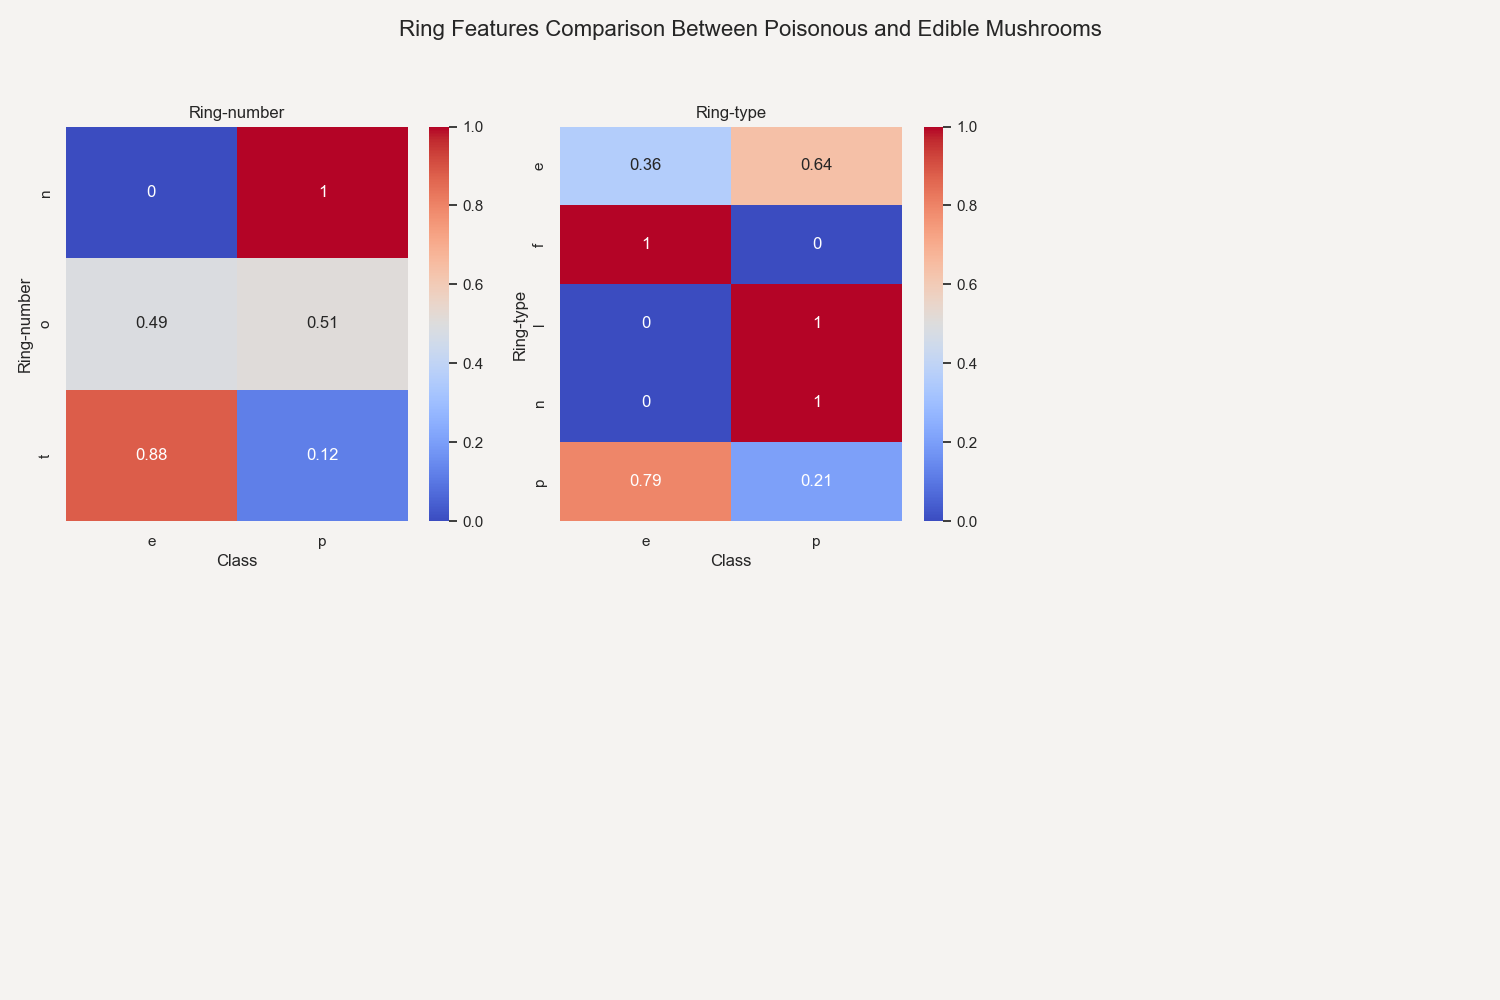 Ring Features Comparison Between Poisonous and Edible Mushrooms
Ring-number
Ring-number
n
o
t
0 1
0.49 0.51
0.88 0.12
e p
Class
1.0
0.8
0.6
0.4
0.2
0.0
Ring-type
Ring-type
e
f
l
n
p
0.36 0.64
1 0
0 1
0 1
0.79 0.21
e p
Class
1.0
0.8
0.6
0.4
0.2
0.0